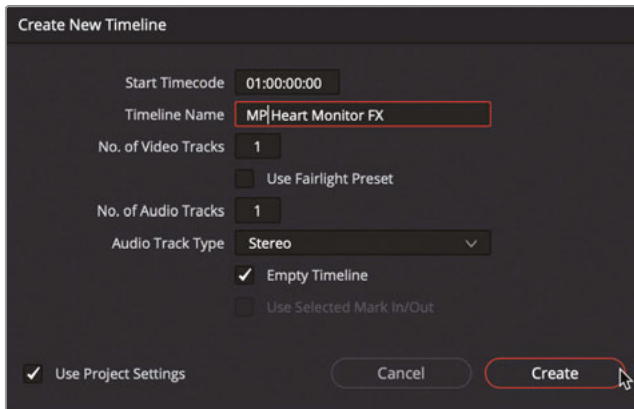 Create New Timeline
Start Timecode 01:00:00:00
Timeline Name MP Heart Monitor FX
No. of Video Tracks 1
Use Fairlight Preset
No. of Audio Tracks 1
Audio Track Type Stereo
Empty Timeline
Use Selected Mark In/Out
Use Project Settings Cancel Create